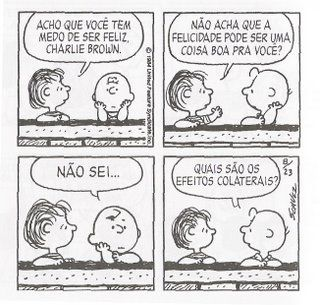 ACHO QUE VOCÊ TEM
MEDO DE SER FELIZ,
CHARLIE BROWN.
© 1984 United Feature Syndicate, Inc.
NÃO ACHA QUE A
FELICIDADE PODE SER UMA
COISA BOA PRA VOCÊ?
NÃO SEI...
QUAIS SÃO OS
EFEITOS COLATERAIS?
8/
23
SCHULZ